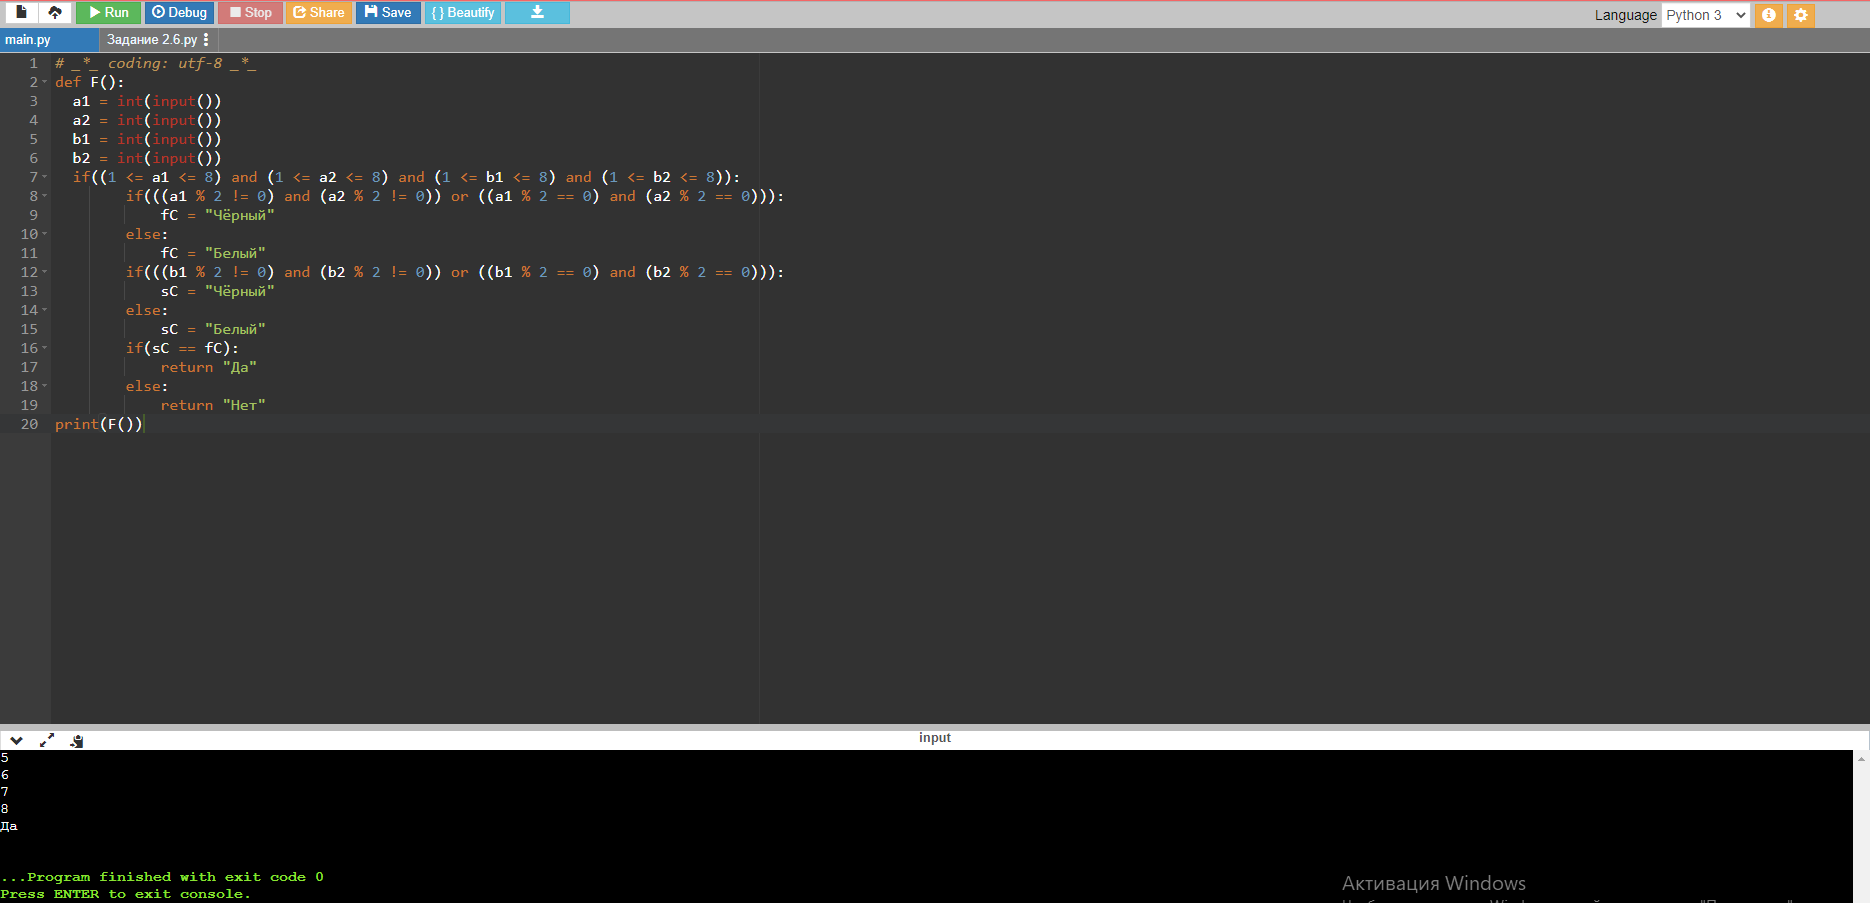 Run Debug Stop Share Save { } Beautify Language Python 3
main.py Задание 2.6.py
1 # _*_ coding: utf-8 _*_
2 def F():
3 a1 = int(input())
4 a2 = int(input())
5 b1 = int(input())
6 b2 = int(input())
7 if((1 <= a1 <= 8) and (1 <= a2 <= 8) and (1 <= b1 <= 8) and (1 <= b2 <= 8)):
8 if(((a1 % 2 != 0) and (a2 % 2 != 0)) or ((a1 % 2 == 0) and (a2 % 2 == 0))):
9 fC = "Чёрный"
10 else:
11 fC = "Белый"
12 if(((b1 % 2 != 0) and (b2 % 2 != 0)) or ((b1 % 2 == 0) and (b2 % 2 == 0))):
13 sC = "Чёрный"
14 else:
15 sC = "Белый"
16 if(sC == fC):
17 return "Да"
18 else:
19 return "Нет"
20 print(F())
input
5
6
7
8
Да
...Program finished with exit code 0
Press ENTER to exit console.
Активация Windows